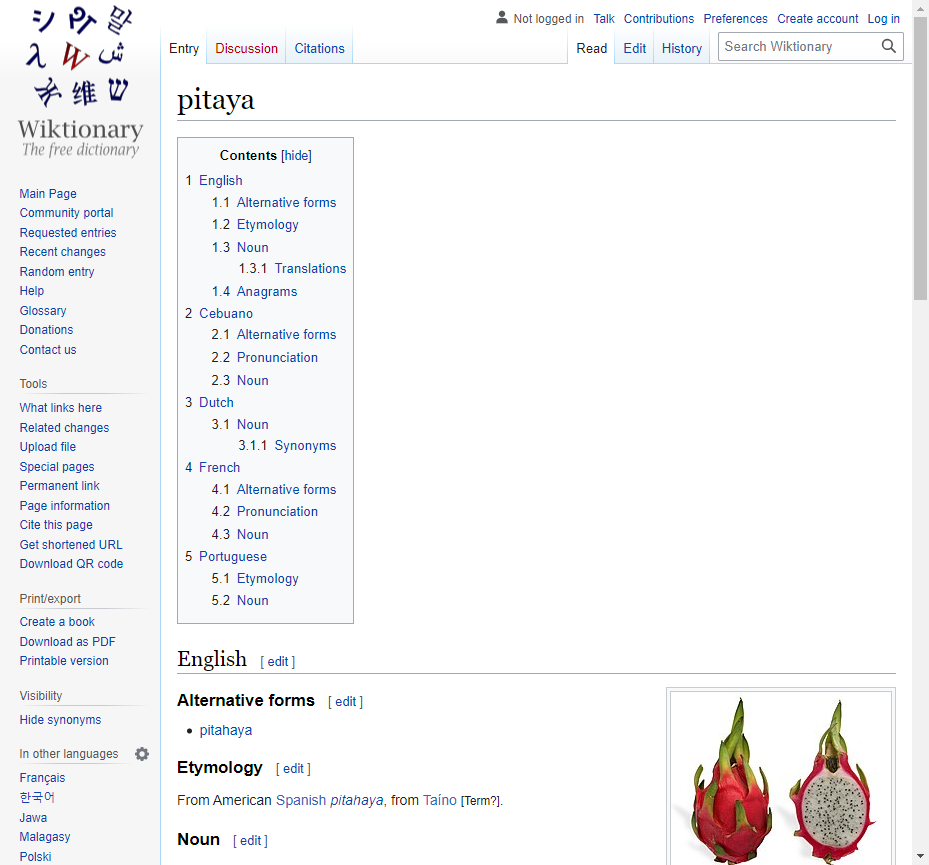 Not logged in Talk Contributions Preferences Create account Log in
Entry Discussion Citations Read Edit History Search Wiktionary
シ 말
W
维 ש
Wiktionary
The free dictionary
Main Page
Community portal
Requested entries
Recent changes
Random entry
Help
Glossary
Donations
Contact us
Tools
What links here
Related changes
Upload file
Special pages
Permanent link
Page information
Cite this page
Get shortened URL
Download QR code
Print/export
Create a book
Download as PDF
Printable version
Visibility
Hide synonyms
In other languages
Français
한국어
Jawa
Malagasy
Polski
pitaya
Contents [hide]
1 English
1.1 Alternative forms
1.2 Etymology
1.3 Noun
1.3.1 Translations
1.4 Anagrams
2 Cebuano
2.1 Alternative forms
2.2 Pronunciation
2.3 Noun
3 Dutch
3.1 Noun
3.1.1 Synonyms
4 French
4.1 Alternative forms
4.2 Pronunciation
4.3 Noun
5 Portuguese
5.1 Etymology
5.2 Noun
English [ edit ]
Alternative forms [ edit ]
• pitahaya
Etymology [ edit ]
From American Spanish pitahaya, from Taíno [Term?].
Noun [ edit ]